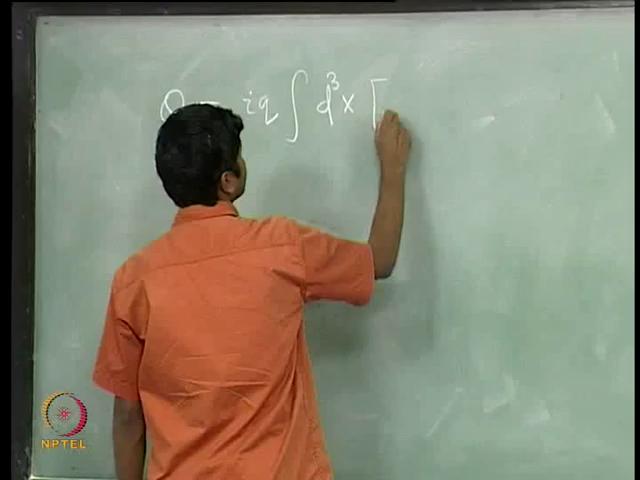 Q = iq ∫ d³x [
NPTEL